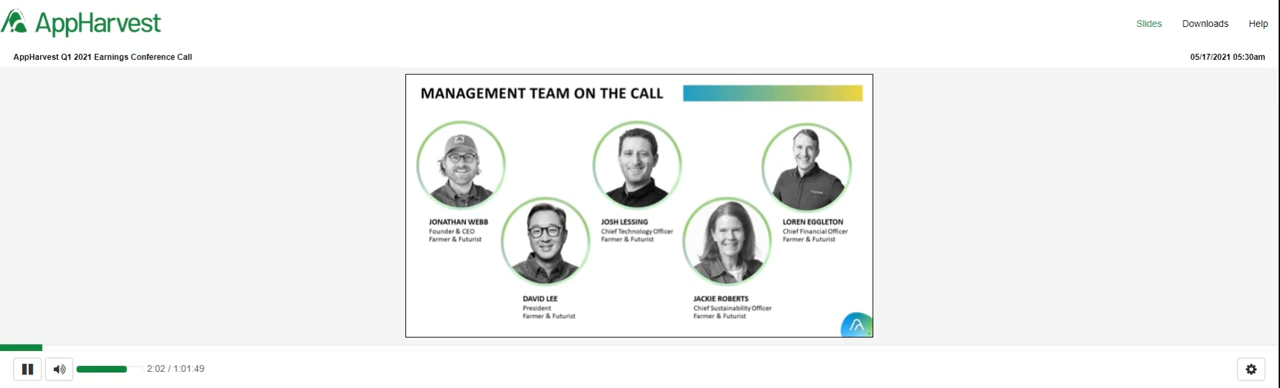 AppHarvest
Slides Downloads Help
AppHarvest Q1 2021 Earnings Conference Call
05/17/2021 05:30am
MANAGEMENT TEAM ON THE CALL
JONATHAN WEBB
Founder & CEO
Farmer & Futurist
JOSH LESSING
Chief Technology Officer
Farmer & Futurist
LOREN EGGLETON
Chief Financial Officer
Farmer & Futurist
DAVID LEE
President
Farmer & Futurist
JACKIE ROBERTS
Chief Sustainability Officer
Farmer & Futurist
2:02 / 1:01:49